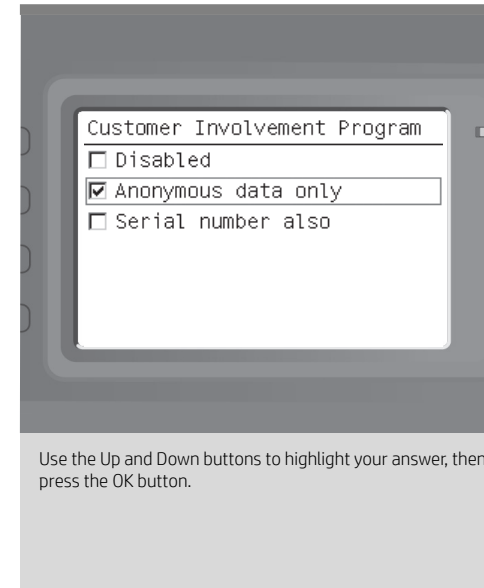 Customer Involvement Program
Disabled
Anonymous data only
Serial number also
Use the Up and Down buttons to highlight your answer, then
press the OK button.